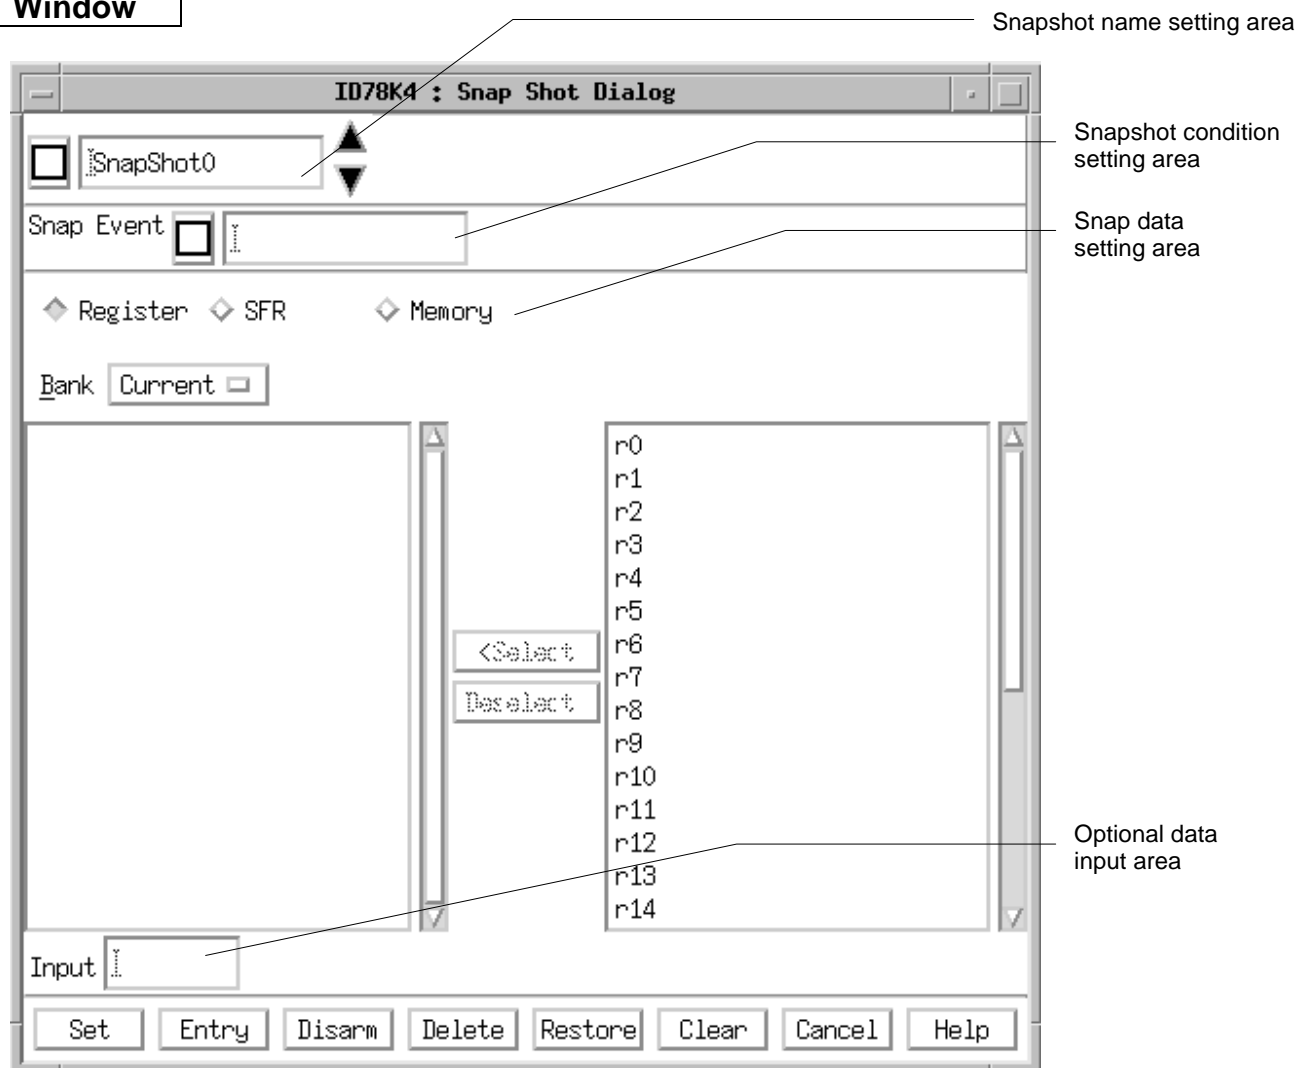 Window
Snapshot name setting area
ID78K4 : Snap Shot Dialog
SnapShot0
Snapshot condition
setting area
Snap Event
Snap data
setting area
Register SFR Memory
Bank Current
r0
r1
r2
r3
r4
r5
r6
r7
r8
r9
r10
r11
r12
r13
r14
<Select
Deselect
Optional data
input area
Input
Set Entry Disarm Delete Restore Clear Cancel Help